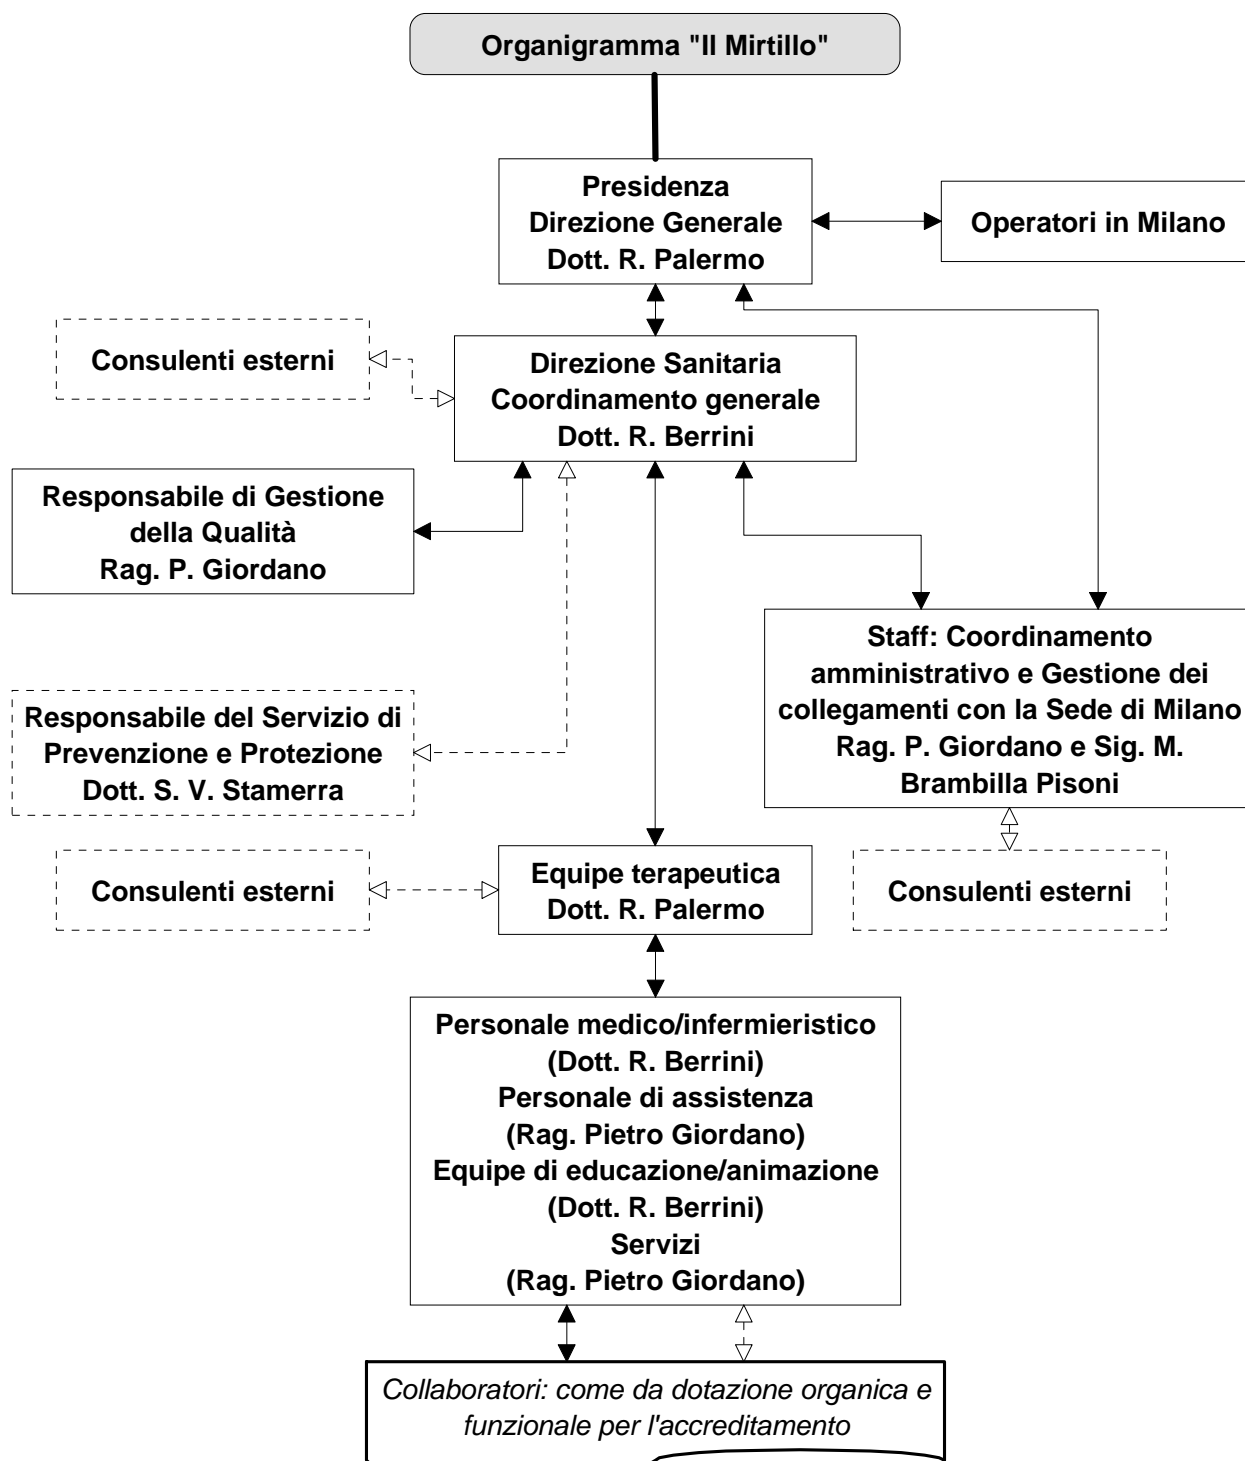 Organigramma "Il Mirtillo"
Presidenza
Direzione Generale
Dott. R. Palermo
Operatori in Milano
Consulenti esterni
Direzione Sanitaria
Coordinamento generale
Dott. R. Berrini
Responsabile di Gestione
della Qualità
Rag. P. Giordano
Staff: Coordinamento
amministrativo e Gestione dei
collegamenti con la Sede di Milano
Rag. P. Giordano e Sig. M.
Brambilla Pisoni
Responsabile del Servizio di
Prevenzione e Protezione
Dott. S. V. Stamerra
Consulenti esterni
Equipe terapeutica
Dott. R. Palermo
Consulenti esterni
Personale medico/infermieristico
(Dott. R. Berrini)
Personale di assistenza
(Rag. Pietro Giordano)
Equipe di educazione/animazione
(Dott. R. Berrini)
Servizi
(Rag. Pietro Giordano)
Collaboratori: come da dotazione organica e
funzionale per l'accreditamento